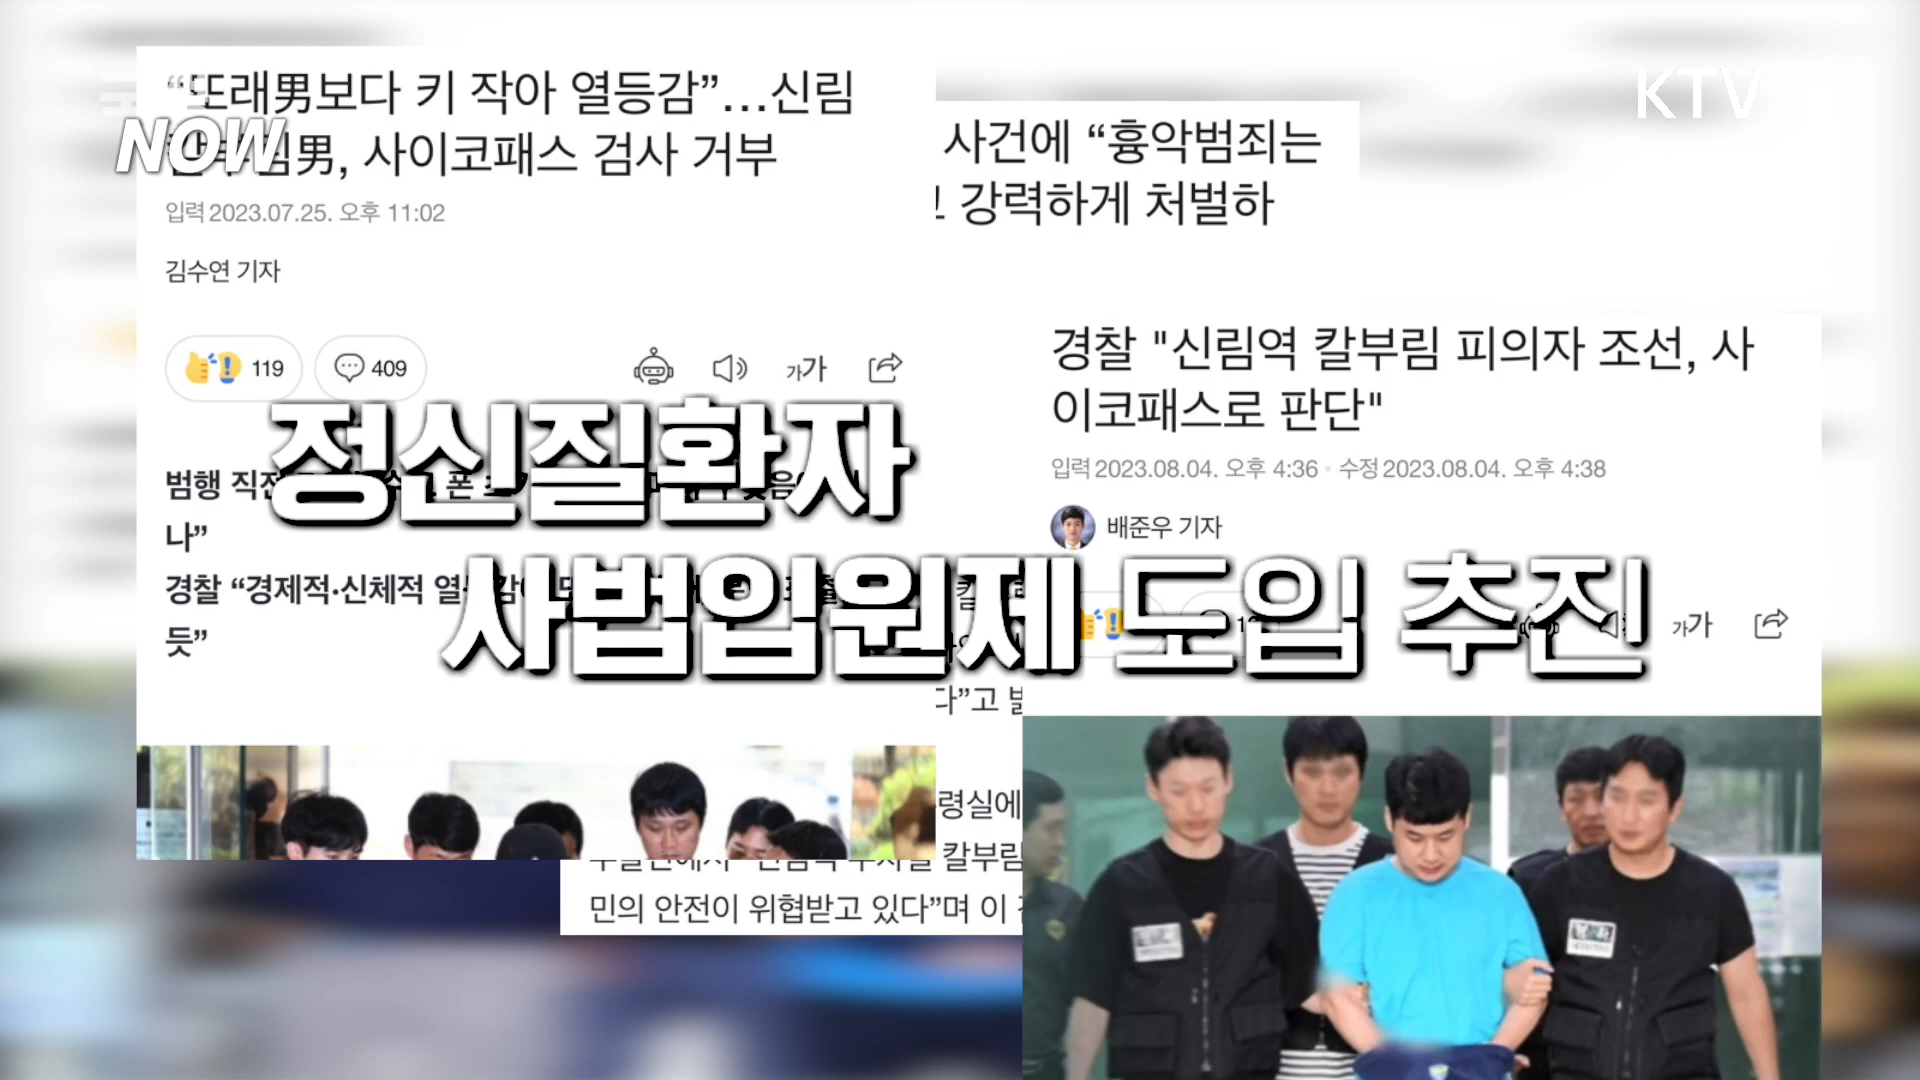 KTV
NOW
“또래男보다 키 작아 열등감”…신림
男, 사이코패스 검사 거부
입력 2023.07.25. 오후 11:02
김수연 기자
119
409
가가
범행 직전
폰
나”
경찰 “경제적·신체적
듯”
사건에 “흉악범죄는
강력하게 처벌하
경찰 "신림역 칼부림 피의자 조선, 사
이코패스로 판단"
입력 2023.08.04. 오후 4:36 · 수정 2023.08.04. 오후 4:38
배준우 기자
가가
정신질환자
사법입원제 도입 추진
다”고
령실에
칼부림
민의 안전이 위협받고 있다”며 이